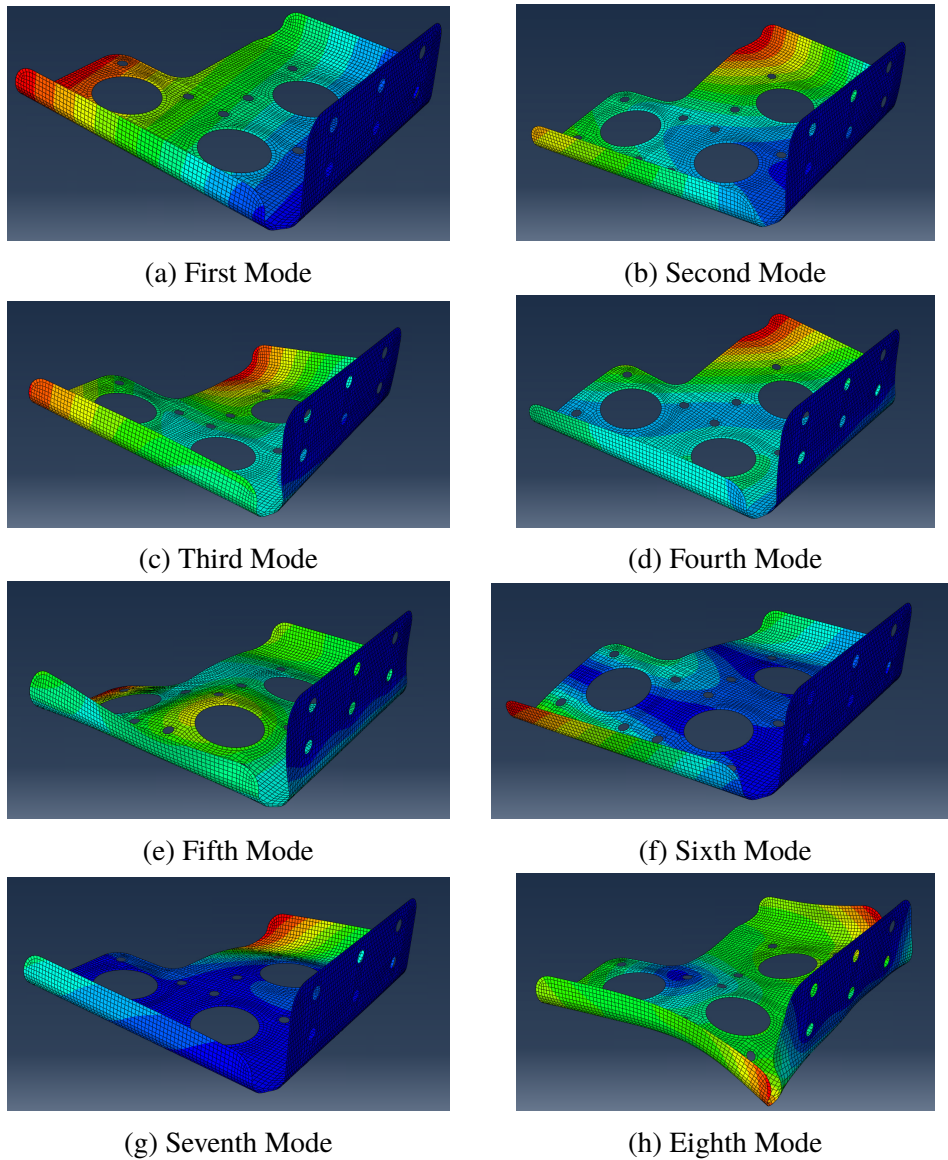 (a) First Mode
(b) Second Mode
(c) Third Mode
(d) Fourth Mode
(e) Fifth Mode
(f) Sixth Mode
(g) Seventh Mode
(h) Eighth Mode